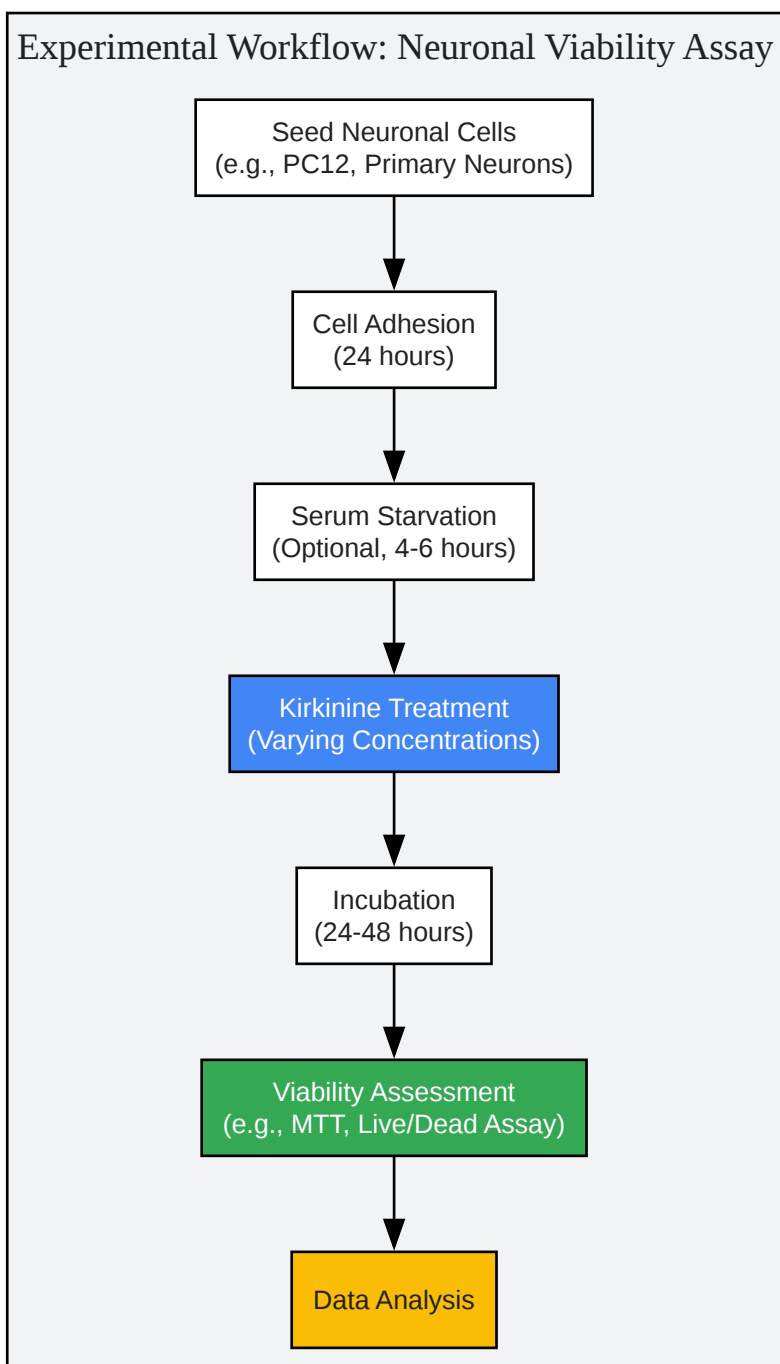 Experimental Workflow: Neuronal Viability Assay
Seed Neuronal Cells
(e.g., PC12, Primary Neurons)
Cell Adhesion
(24 hours)
Serum Starvation
(Optional, 4-6 hours)
Kirkinine Treatment
(Varying Concentrations)
Incubation
(24-48 hours)
Viability Assessment
(e.g., MTT, Live/Dead Assay)
Data Analysis